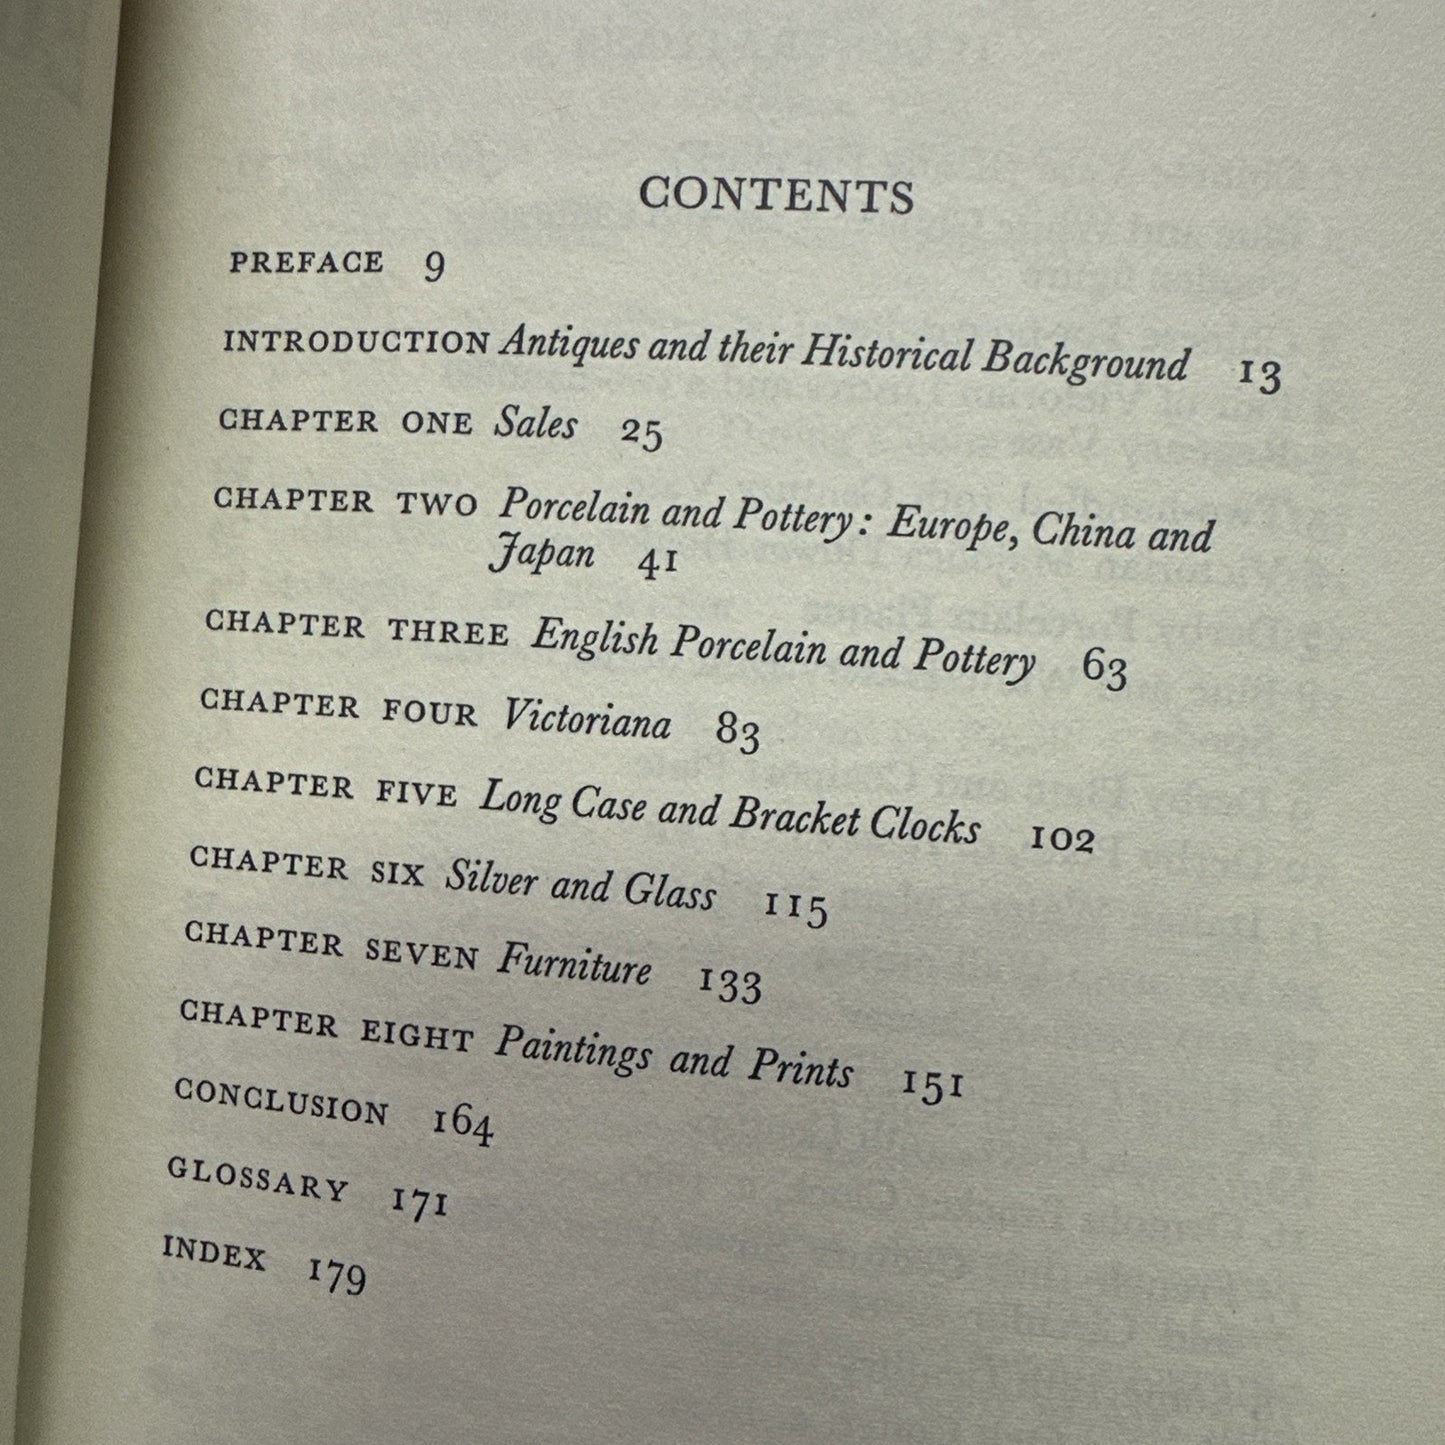 CONTENTS
PREFACE 9
INTRODUCTION Antiques and their Historical Background 13
CHAPTER ONE Sales 25
CHAPTER TWO Porcelain and Pottery: Europe, China and
Japan 41
CHAPTER THREE English Porcelain and Pottery 63
CHAPTER FOUR Victoriana 83
CHAPTER FIVE Long Case and Bracket Clocks 102
CHAPTER SIX Silver and Glass 115
CHAPTER SEVEN Furniture 133
CHAPTER EIGHT Paintings and Prints 151
CONCLUSION 164
GLOSSARY 171
INDEX 179